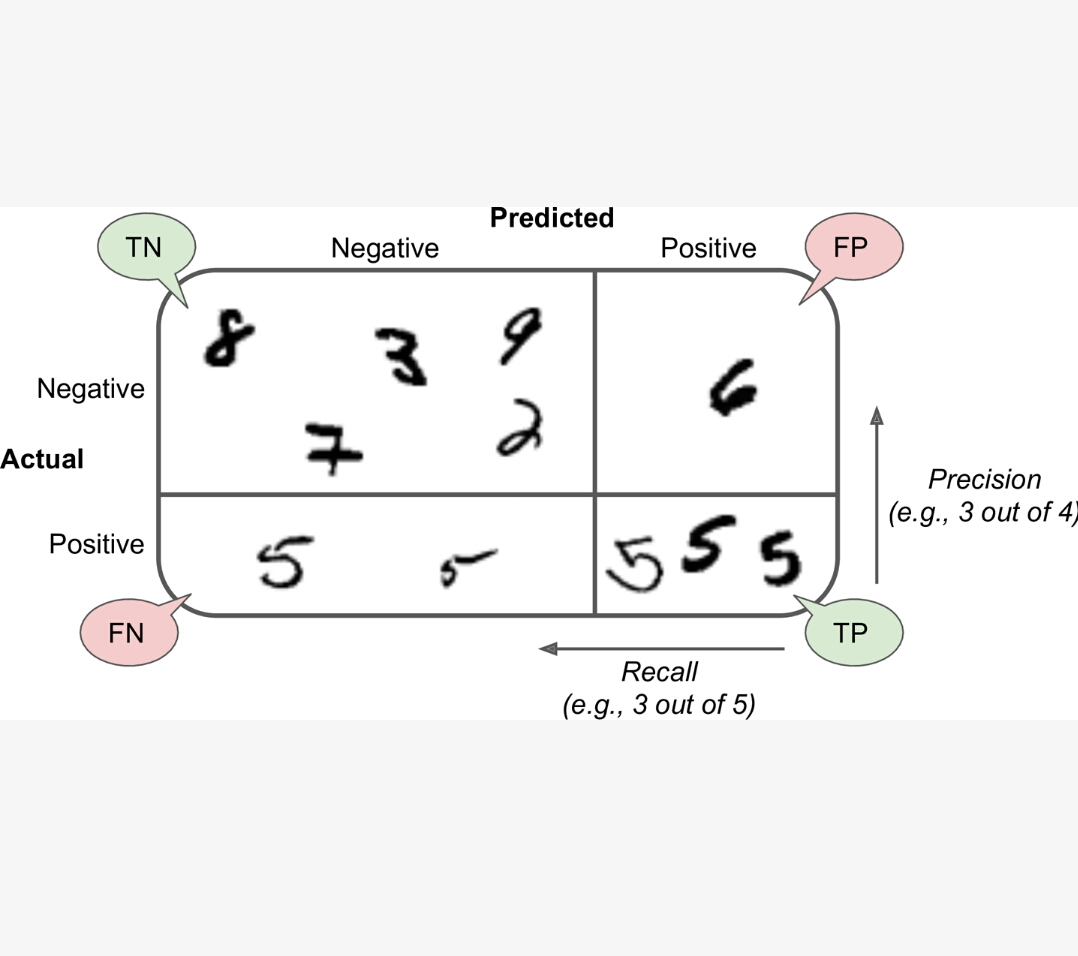 Predicted
TN
Negative
Positive
FP
8
3
9
Negative
6
7
2
Actual
Precision
(e.g., 3 out of 4)
Positive
5
5
5
5
5
FN
TP
Recall
(e.g., 3 out of 5)